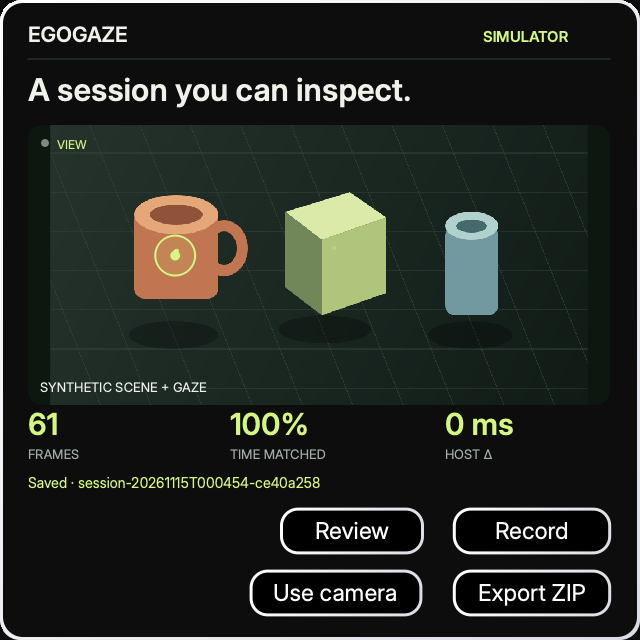 EGOGAZE
SIMULATOR
A session you can inspect.
VIEW
SYNTHETIC SCENE + GAZE
61 100% 0 ms
FRAMES TIME MATCHED HOST Δ
Saved · session-20261115T000454-ce40a258
Review Record
Use camera Export ZIP